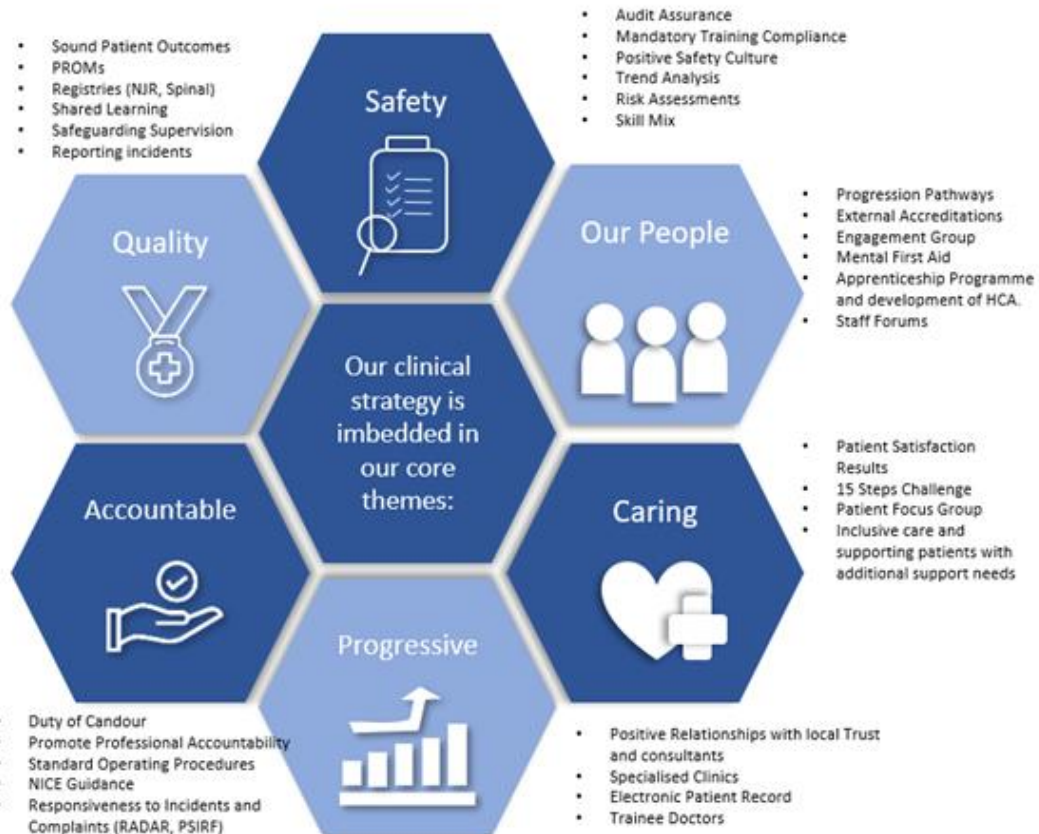 • Sound Patient Outcomes
• PROMs
• Registries (NJR, Spinal)
• Shared Learning
• Safeguarding Supervision
• Reporting incidents
Safety
• Audit Assurance
• Mandatory Training Compliance
• Positive Safety Culture
• Trend Analysis
• Risk Assessments
• Skill Mix
Quality
Our People
• Progression Pathways
• External Accreditations
• Engagement Group
• Mental First Aid
• Apprenticeship Programme
and development of HCA.
• Staff Forums
Our clinical
strategy is
imbedded in
our core
themes:
Accountable
Caring
• Patient Satisfaction
Results
• 15 Steps Challenge
• Patient Focus Group
• Inclusive care and
supporting patients with
additional support needs
Progressive
• Duty of Candour
• Promote Professional Accountability
• Standard Operating Procedures
• NICE Guidance
• Responsiveness to Incidents and
Complaints (RADAR, PSIRF)
• Positive Relationships with local Trust
and consultants
• Specialised Clinics
• Electronic Patient Record
• Trainee Doctors